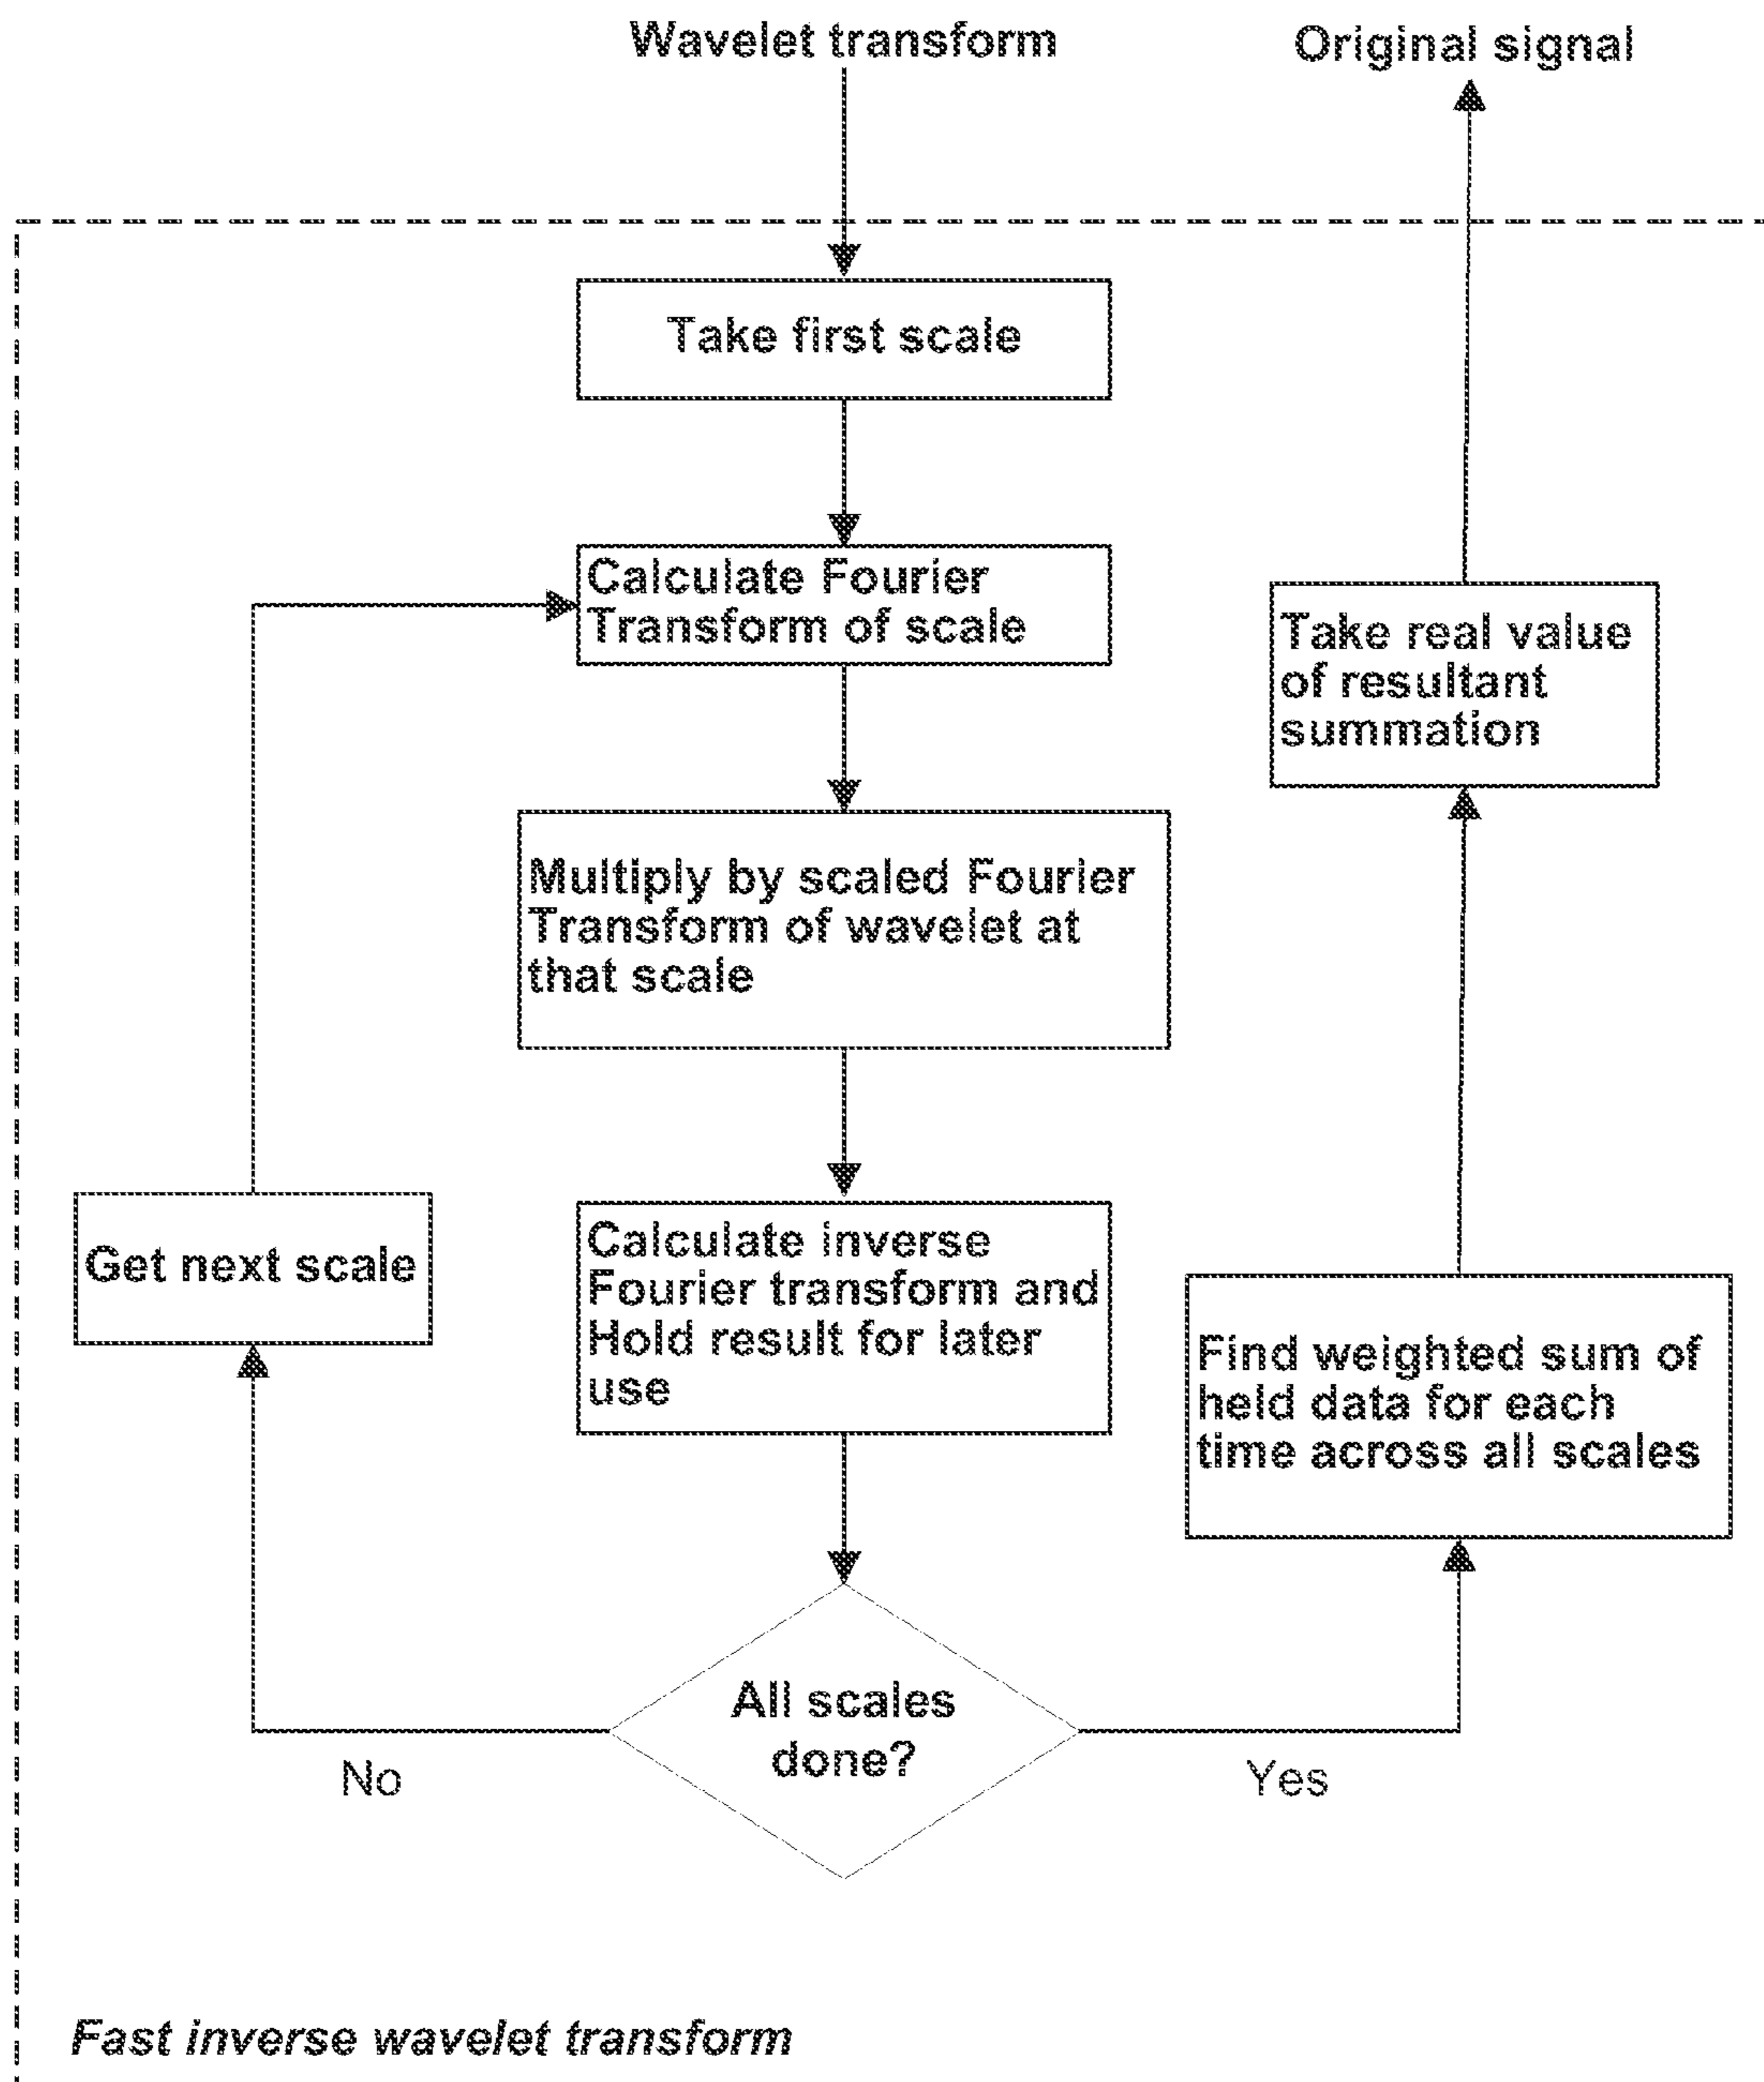 Wavelet transform
Original signal
Take first scale
Calculate Fourier
Transform of scale
Take real value
of resultant
summation
Multiply by scaled Fourier
Transform of wavelet at
that scale
Get next scale
Calculate inverse
Fourier transform and
Hold result for later
use
Find weighted sum of
held data for each
time across all scales
All scales
done?
No
Yes
Fast inverse wavelet transform